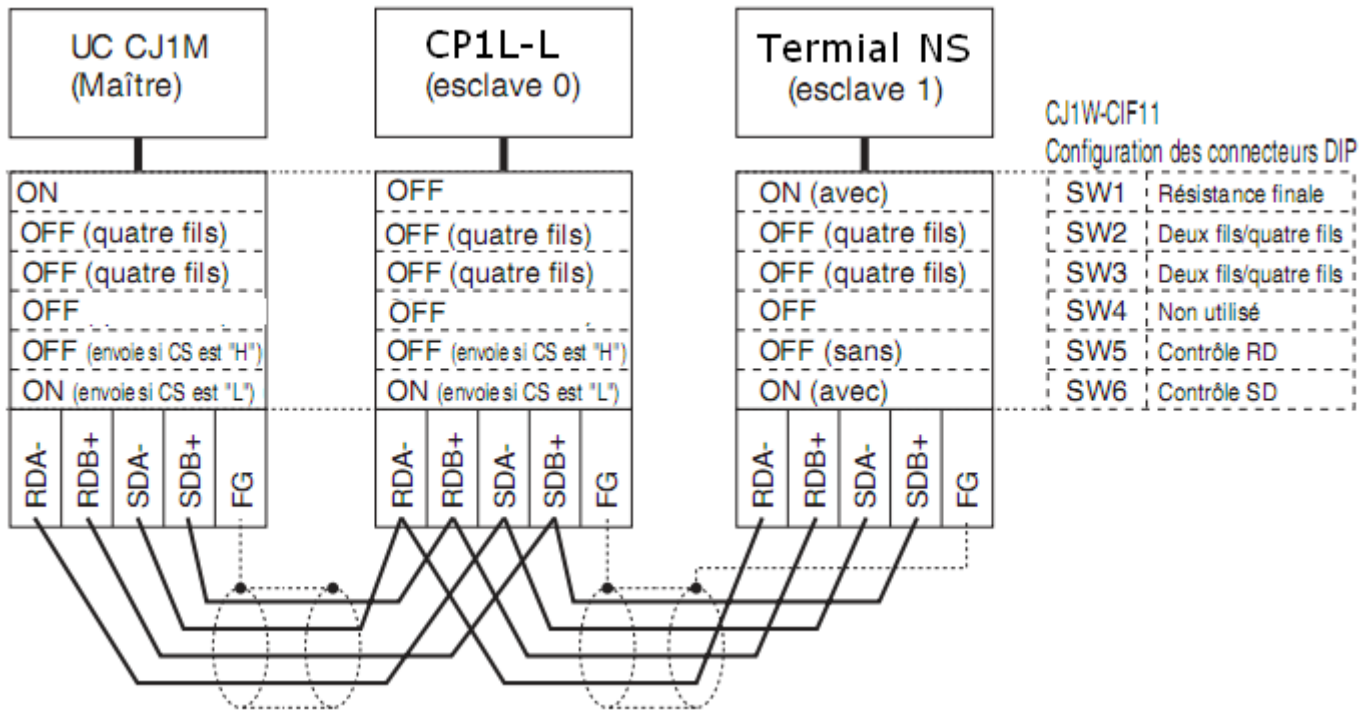 UC CJ1M
(Maître)
CP1L-L
(esclave 0)
Termial NS
(esclave 1)
CJ1W-CIF11
Configuration des connecteurs DIP
ON
OFF
ON (avec)
SW1 Résistance finale
OFF (quatre fils)
OFF (quatre fils)
OFF (quatre fils)
SW2 Deux fils/quatre fils
OFF (quatre fils)
OFF (quatre fils)
OFF (quatre fils)
SW3 Deux fils/quatre fils
OFF
OFF
OFF
SW4 Non utilisé
OFF (envoie si CS est "H")
OFF (envoie si CS est "H")
OFF (sans)
SW5 Contrôle RD
ON (envoie si CS est "L")
ON (envoie si CS est "L")
ON (avec)
SW6 Contrôle SD
RDA-
RDB+
SDA-
SDB+
FG
RDA-
RDB+
SDA-
SDB+
FG
RDA-
RDB+
SDA-
SDB+
FG